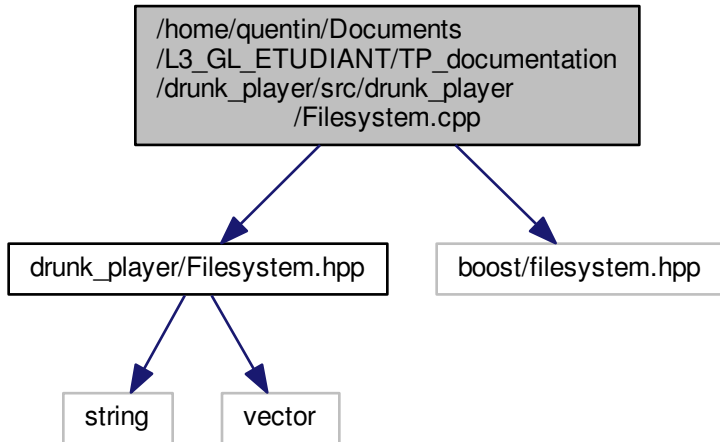 /home/quentin/Documents
/L3_GL_ETUDIANT/TP_documentation
/drunk_player/src/drunk_player
/Filesystem.cpp
drunk_player/Filesystem.hpp
boost/filesystem.hpp
string
vector